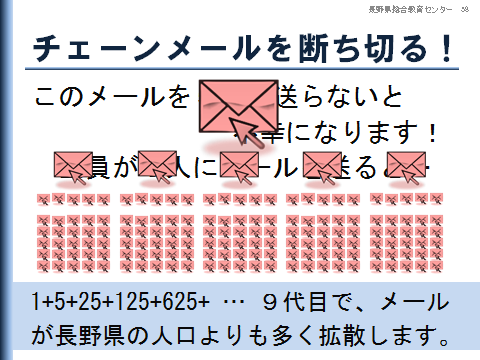 長野県総合教育センター 58
チェーンメールを断ち切る！
このメールを 送らないと
幸になります！
員が 人に ール 送ると…
1+5+25+125+625+ … ９代目で、メール
が長野県の人口よりも多く拡散します。